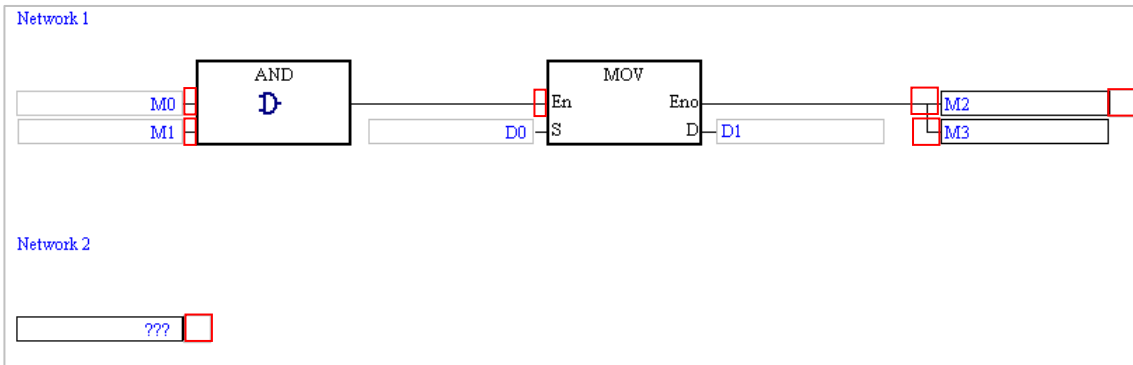 Network 1
AND MOV
M0 En Eno M2
M1 D0 S D D1 M3
Network 2
???